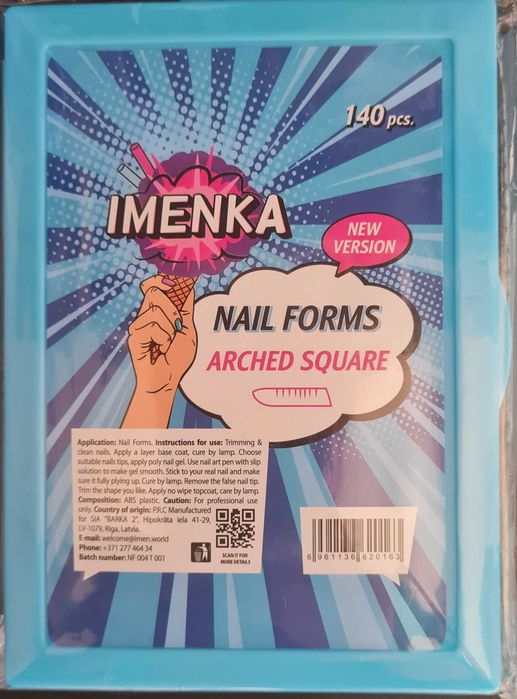 140 pcs.
IMENKA
NEW
VERSION
NAIL FORMS
ARCHED SQUARE
Application: Nail Forms. Instructions for use: Trimming &
clean nails. Apply a layer base coat, cure by lamp. Choose
suitable nails tips, apply poly nail gel. Use nail art pen with slip
solution to make gel smooth. Stick to your real nail and make
sure it fully plying up. Cure by lamp. Remove the false nail tip.
Trim the shape you like. Apply no wipe topcoat, care by lamp.
Composition: ABS plastic. Caution: For professional use
only. Country of origin: P.R.C Manufactured
for SIA "BARKA 2", Hipokrāta iela 41-29,
LV-1079, Riga, Latvia.
E-mail: welcome@imen.world
Phone: +371 277 464 34
Batch number: NF 004 T 001
SCAN IT FOR
MORE DETAILS
6 961136 620163